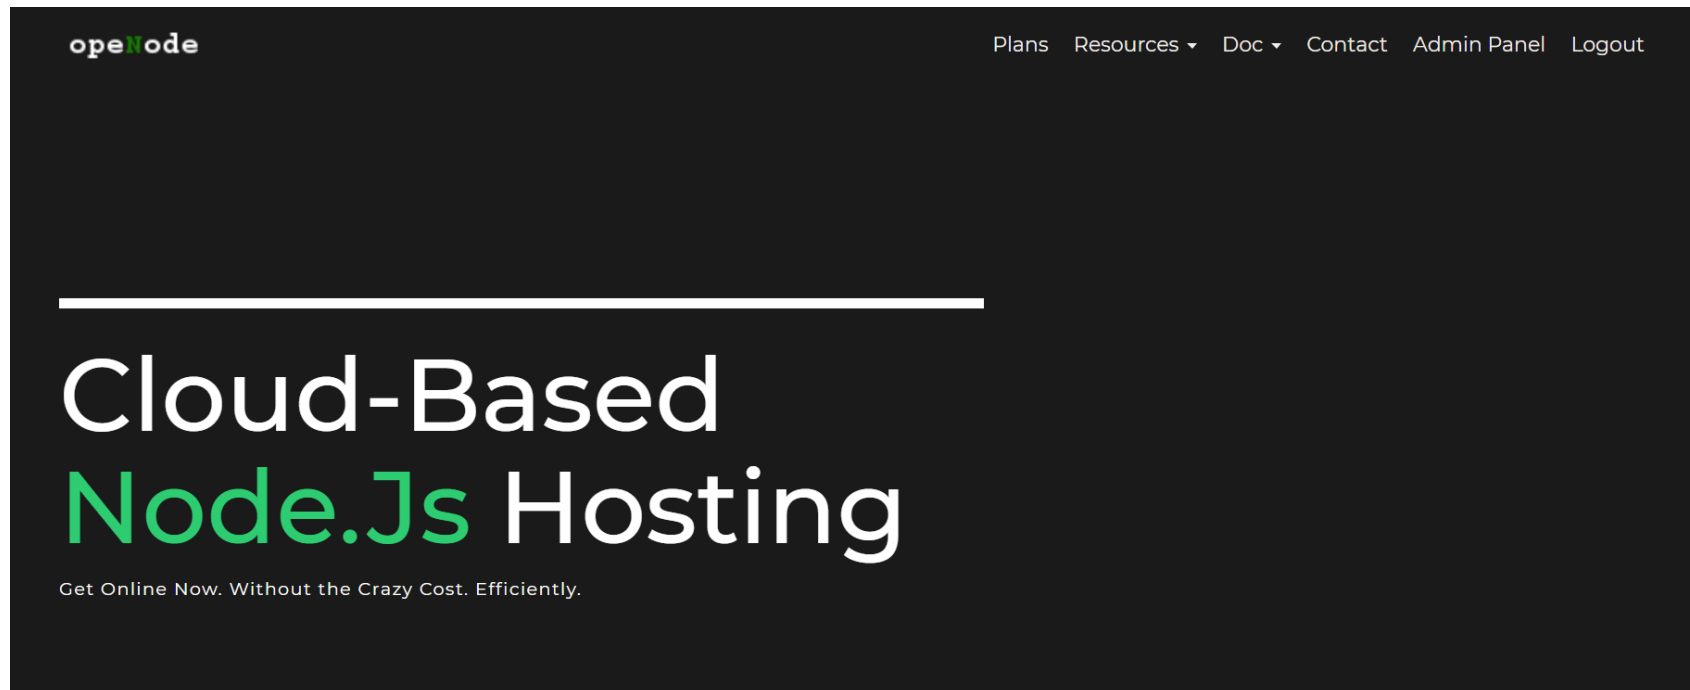 opeNode
Plans Resources Doc Contact Admin Panel Logout
Cloud-Based
Node.Js Hosting
Get Online Now. Without the Crazy Cost. Efficiently.